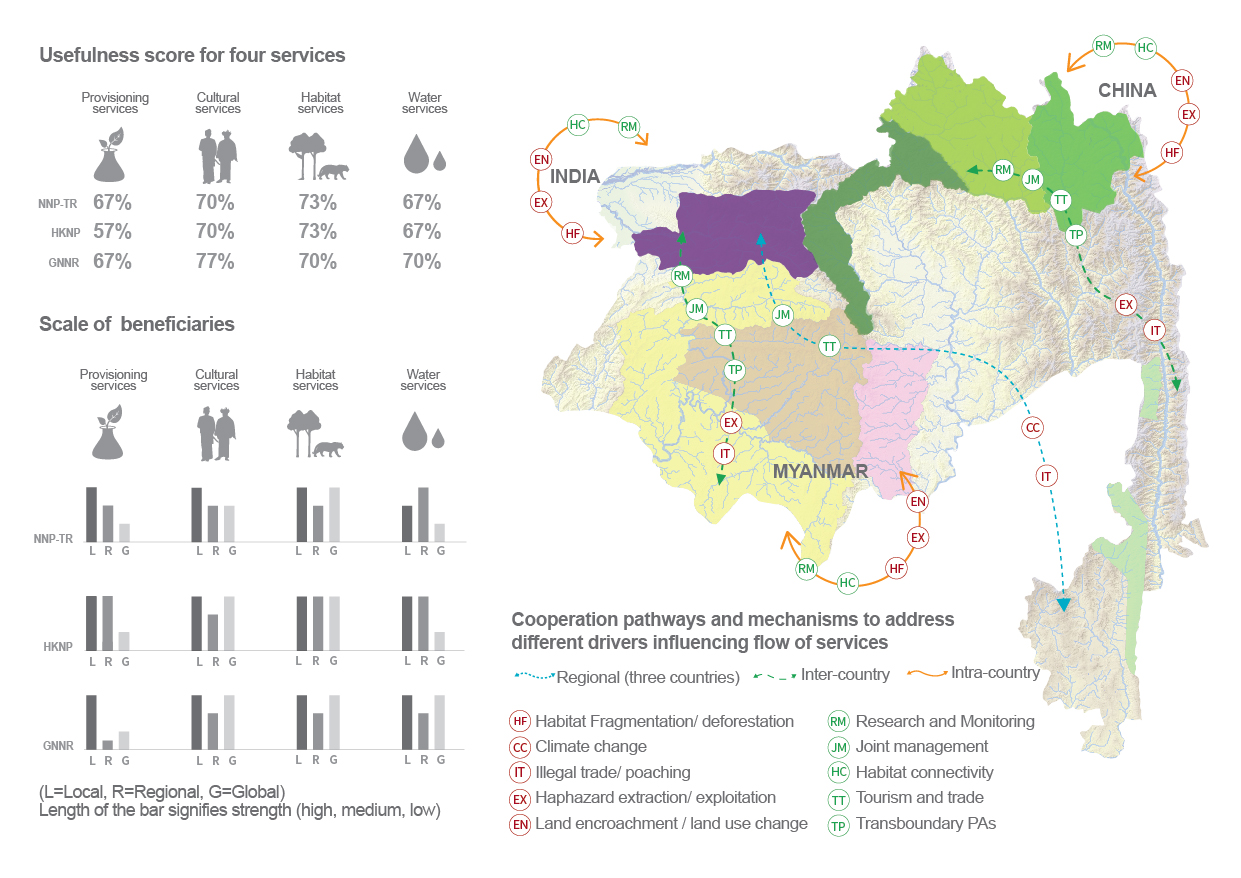 Usefulness score for four services
Provisioning services
Cultural services
Habitat services
Water services
NNP-TR 67% 70% 73% 67%
HKNP 57% 70% 73% 67%
GNNR 67% 77% 70% 70%
Scale of beneficiaries
Provisioning services
Cultural services
Habitat services
Water services
NNP-TR
L R G L R G L R G L R G
HKNP
L R G L R G L R G L R G
GNNR
L R G L R G L R G L R G
(L=Local, R=Regional, G=Global)
Length of the bar signifies strength (high, medium, low)
RM
HC
EN
EX
HF
CHINA
HC
RM
EN
INDIA
EX
HF
RM
JM
TT
TP
EX
IT
RM
JM
TT
TP
EX
IT
JM
TT
CC
IT
MYANMAR
EN
EX
HF
HC
RM
Cooperation pathways and mechanisms to address
different drivers influencing flow of services
Regional (three countries)
Inter-country
Intra-country
HF Habitat Fragmentation/ deforestation
CC Climate change
IT Illegal trade/ poaching
EX Haphazard extraction/ exploitation
EN Land encroachment / land use change
RM Research and Monitoring
JM Joint management
HC Habitat connectivity
TT Tourism and trade
TP Transboundary PAs